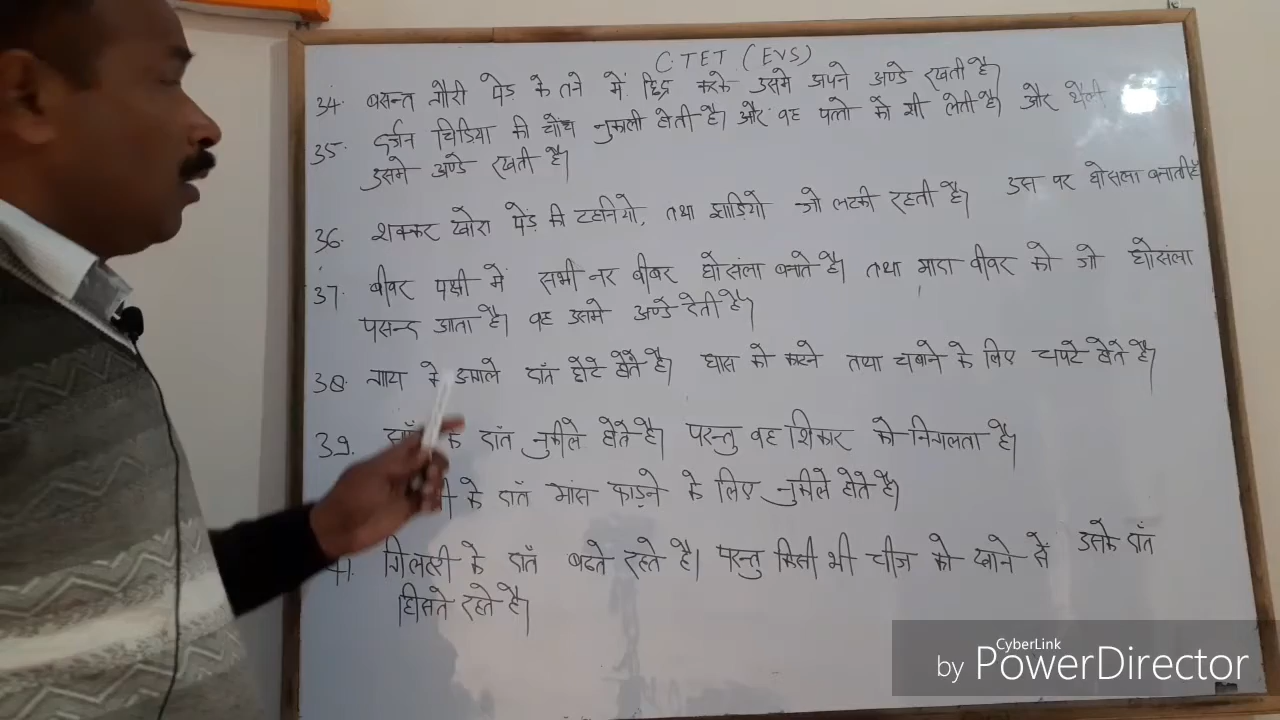 CTET (EVS)
34. बसन्त गौरी पेड़ के तने में छिद्र करके उसमे अपने अण्डे रखती है।
35. दर्जिन चिडिया की चोंच नुकाली होती है। और वह पत्तो को सी लेती है। और थैली
उसमे अण्डे रखती है।
36. शक्कर खोरा पेड़ की टहनियो, तथा झाड़ियो जो लटकी रहती है। उस पर घोसला बनाती है
37. बीवर पक्षी में सभी नर बीवर घोसंला बनाते है। तथा मादा बीवर को जो घोसंला
पसन्द आता है। वह उसमे अण्डे देती है।
38. गाय के अगले दाँत छोटे होते है। घास को काटने तथा चबाने के लिए चपटे होते है।
39. के दाँत नुकीले होते है। परन्तु वह शिकार को निगलता है।
के दाँत मांस फाड़ने के लिए नुकीले होते है।
41. गिलहरी के दाँत बढते रहते है। परन्तु किसी भी चीज को खाने से उसके दाँत
घिसते रहते है।
CyberLink
by PowerDirector